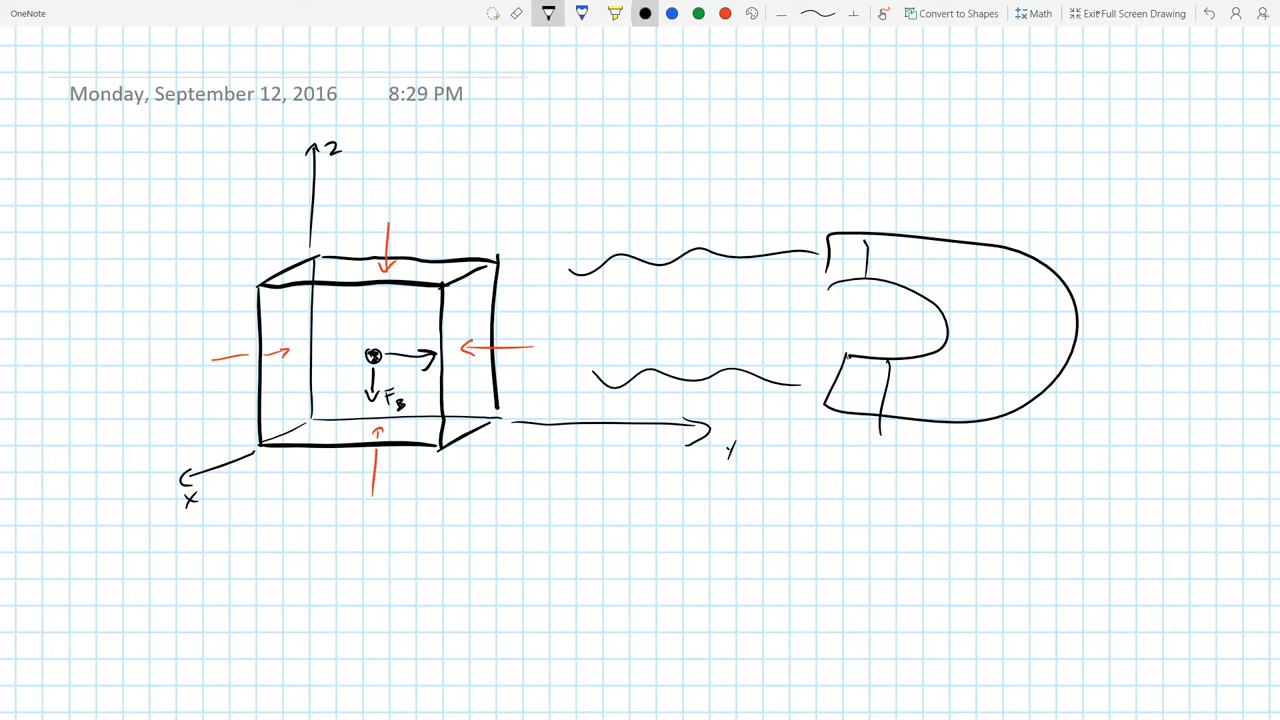 OneNote
Convert to Shapes
Math
Exit Full Screen Drawing
Monday, September 12, 2016 8:29 PM
z
F_B
y
x